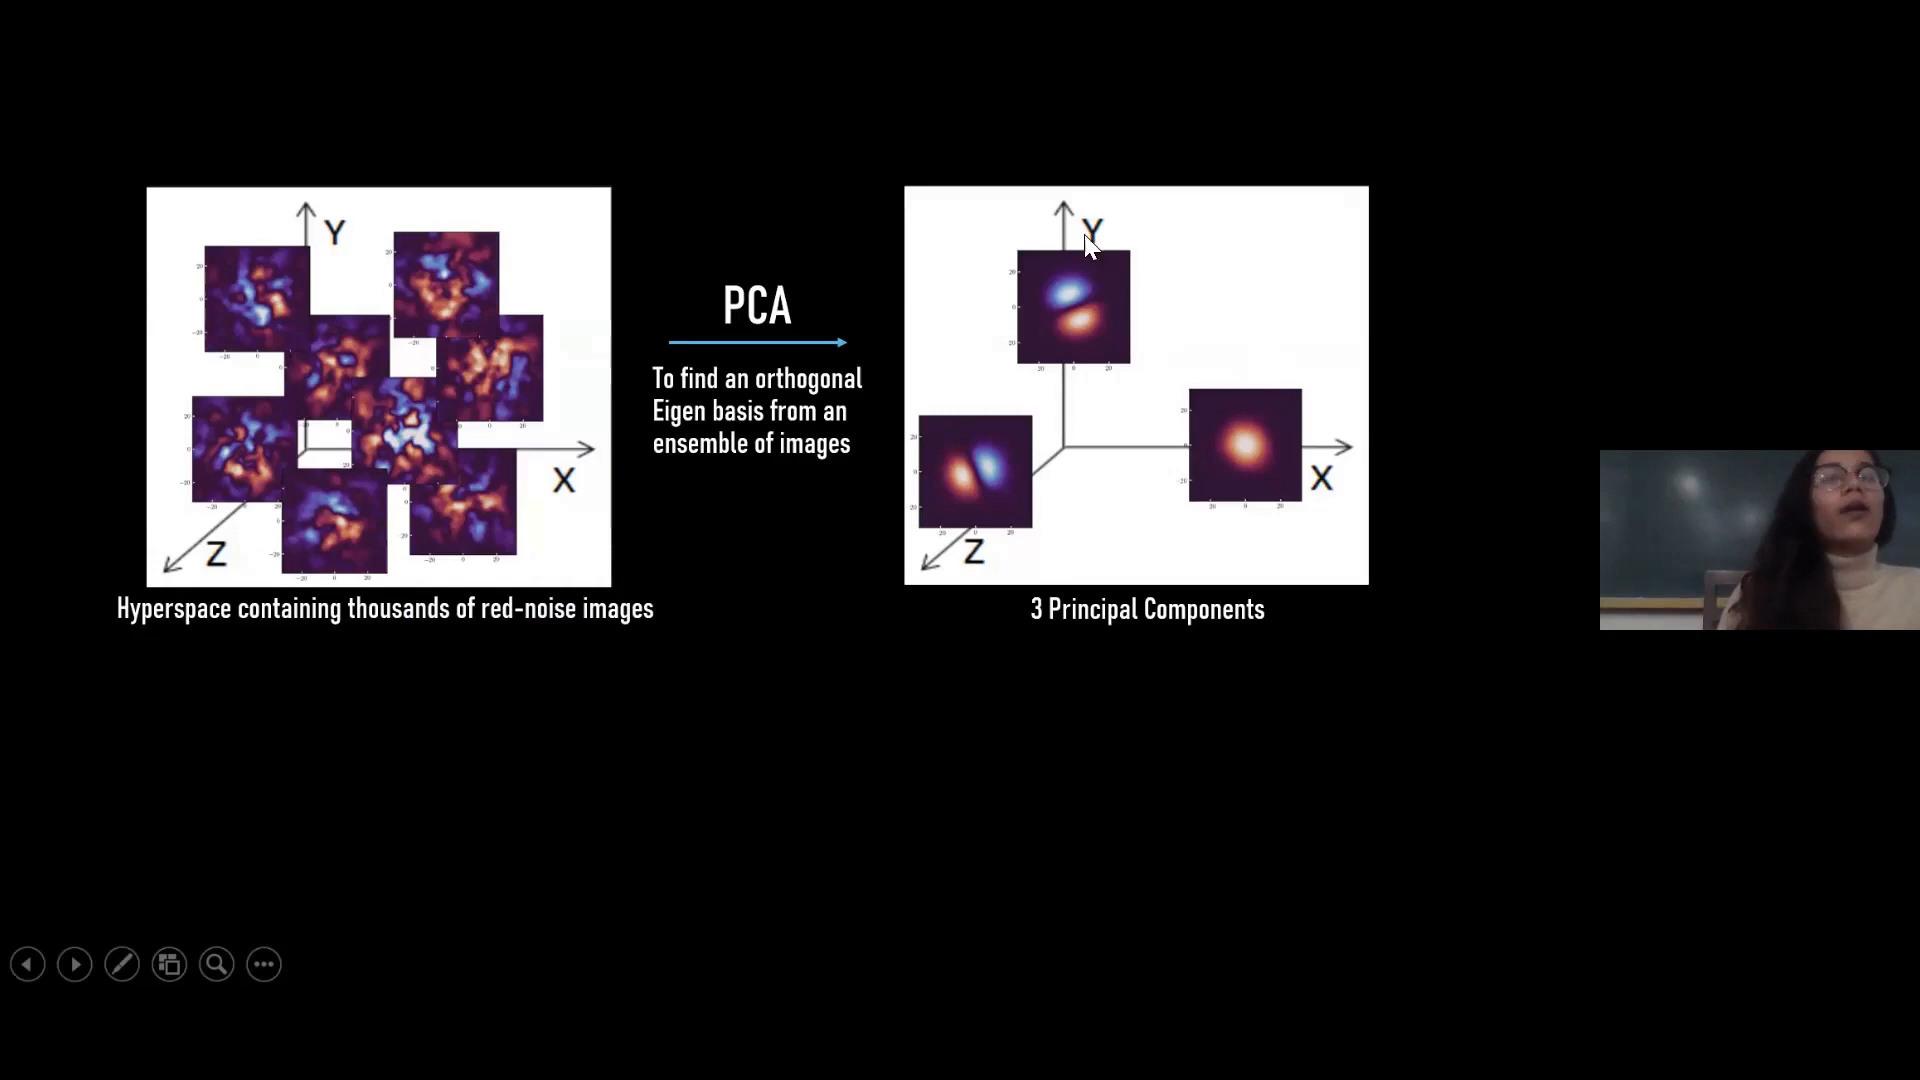 Y
X
Z
Hyperspace containing thousands of red-noise images
PCA
To find an orthogonal
Eigen basis from an
ensemble of images
Y
X
Z
3 Principal Components